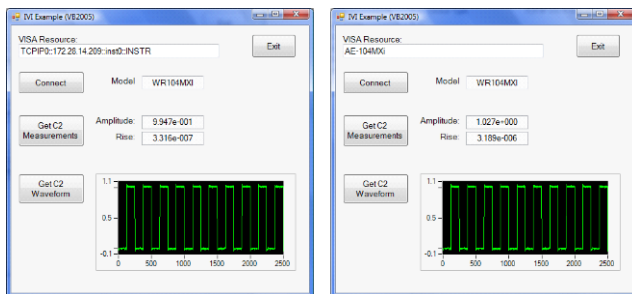 IVI Example (VB2005)
VISA Resource:
TCPIP0::172.28.14.209::inst0::INSTR
Exit
Connect
Model
WR104MXI
Get C2
Measurements
Amplitude:
9.947e-001
Rise:
3.316e-007
Get C2
Waveform
1.1
0.5
-0.1
0 500 1000 1500 2000 2500
IVI Example (VB2005)
VISA Resource:
AE-104MXi
Exit
Connect
Model
WR104MXI
Get C2
Measurements
Amplitude:
1.027e+000
Rise:
3.189e-006
Get C2
Waveform
1.1
0.5
-0.1
0 500 1000 1500 2000 2500